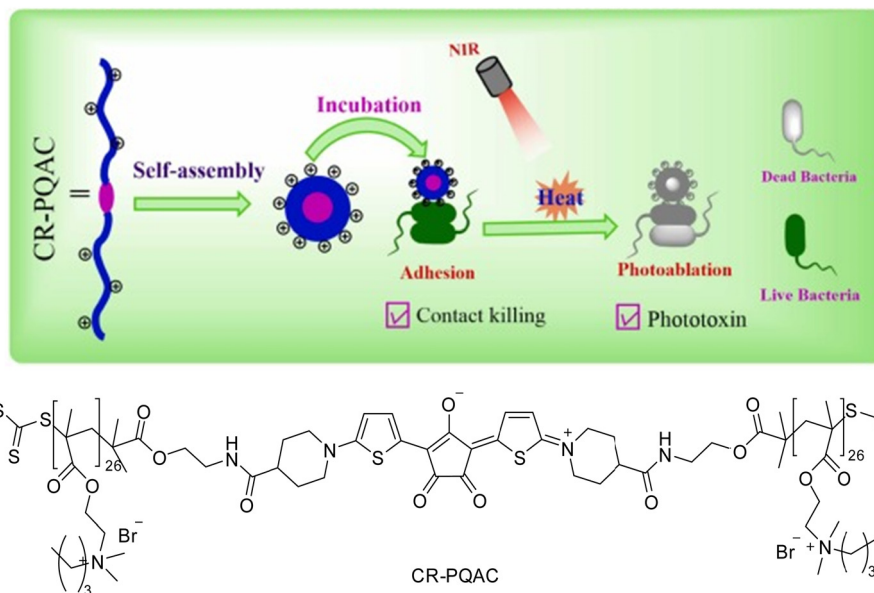 NIR
Incubation
CR-PQAC
=
Self-assembly
Heat
Dead Bacteria
Adhesion
Photoablation
Live Bacteria
Contact killing
Phototoxin
S
S
S
O
O
O
26
H
N
O
N
S
O⁻
O
O
S
N⁺
O
H
N
O
O
O
O
26
S
Br⁻
N⁺
3
Br⁻
N⁺
3
CR-PQAC